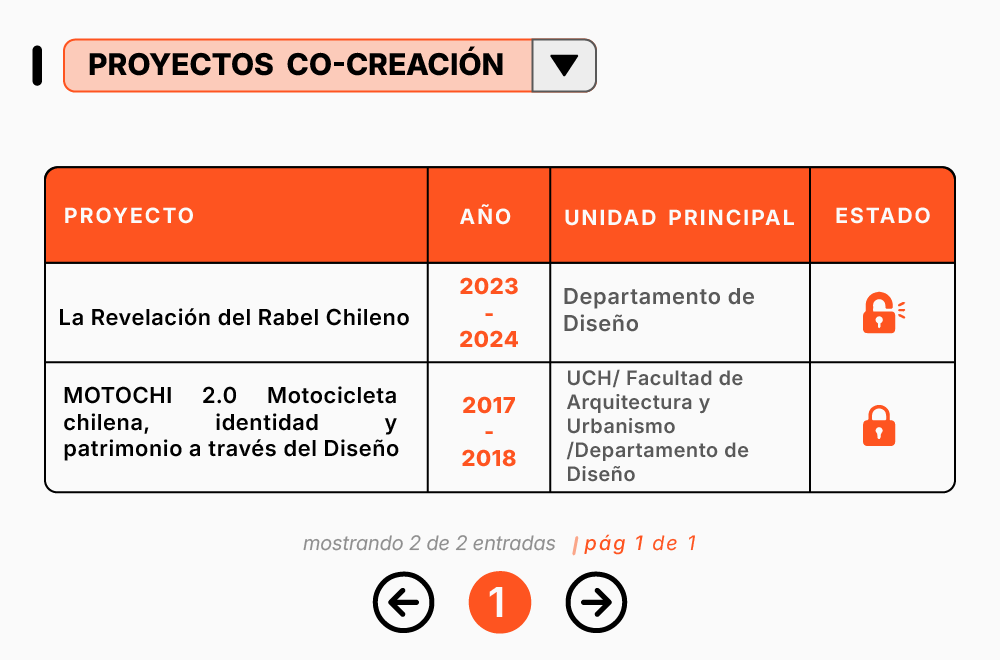 PROYECTOS CO-CREACIÓN
PROYECTO
AÑO
UNIDAD PRINCIPAL
ESTADO
La Revelación del Rabel Chileno
2023
-
2024
Departamento de
Diseño
MOTOCHI 2.0 Motocicleta
chilena, identidad y
patrimonio a través del Diseño
2017
-
2018
UCH/ Facultad de
Arquitectura y
Urbanismo
/Departamento de
Diseño
mostrando 2 de 2 entradas | pág 1 de 1
1